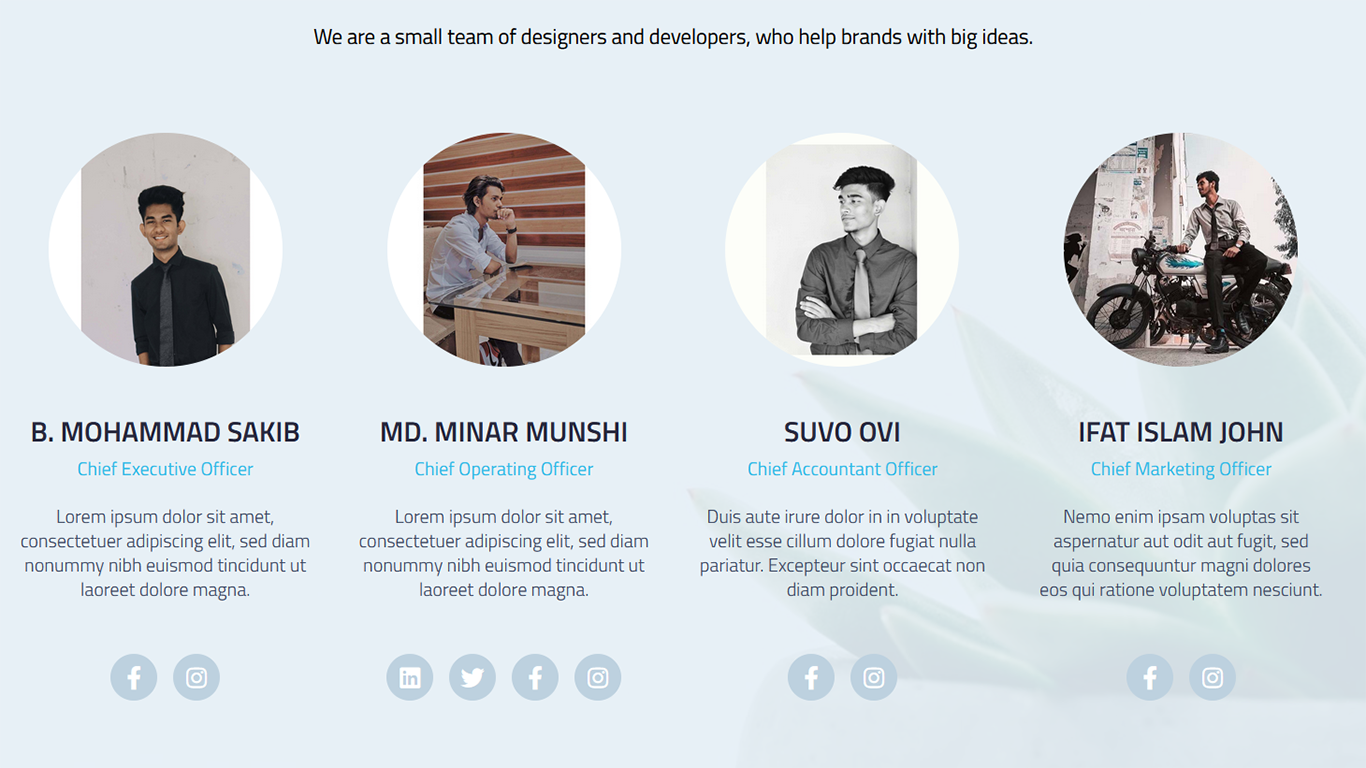 We are a small team of designers and developers, who help brands with big ideas.
B. MOHAMMAD SAKIB
Chief Executive Officer
Lorem ipsum dolor sit amet,
consectetuer adipiscing elit, sed diam
nonummy nibh euismod tincidunt ut
laoreet dolore magna.
MD. MINAR MUNSHI
Chief Operating Officer
Lorem ipsum dolor sit amet,
consectetuer adipiscing elit, sed diam
nonummy nibh euismod tincidunt ut
laoreet dolore magna.
SUVO OVI
Chief Accountant Officer
Duis aute irure dolor in in voluptate
velit esse cillum dolore fugiat nulla
pariatur. Excepteur sint occaecat non
diam proident.
IFAT ISLAM JOHN
Chief Marketing Officer
Nemo enim ipsam voluptas sit
aspernatur aut odit aut fugit, sed
quia consequuntur magni dolores
eos qui ratione voluptatem nesciunt.